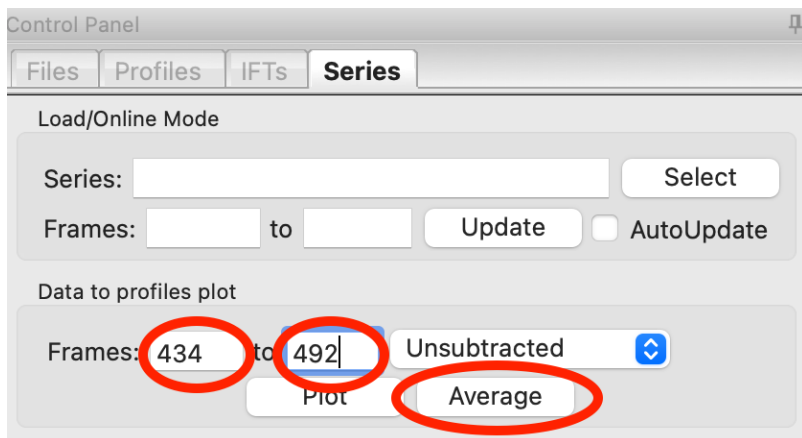 Control Panel
Files Profiles IFTs Series
Load/Online Mode
Series: Select
Frames: to Update AutoUpdate
Data to profiles plot
Frames: 434 to 492 Unsubtracted
Plot Average